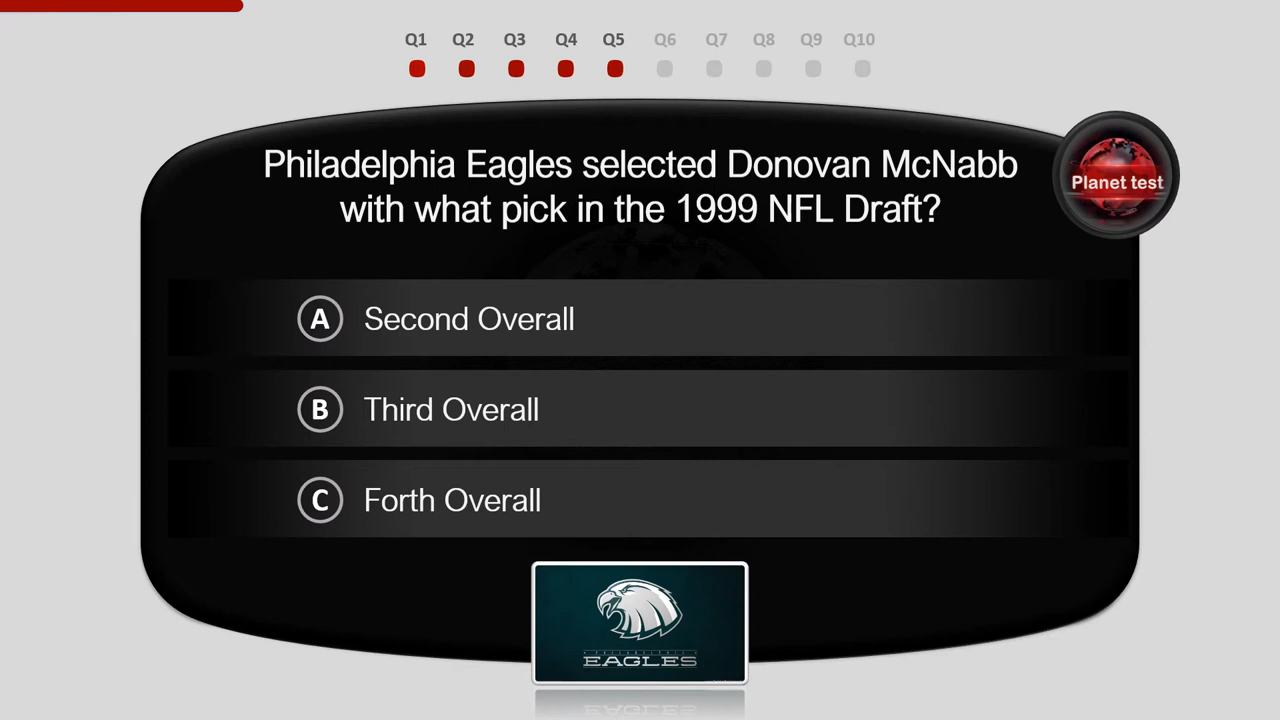 Q1 Q2 Q3 Q4 Q5 Q6 Q7 Q8 Q9 Q10
Philadelphia Eagles selected Donovan McNabb
with what pick in the 1999 NFL Draft?
Planet test
A Second Overall
B Third Overall
C Forth Overall
PHILADELPHIA
EAGLES